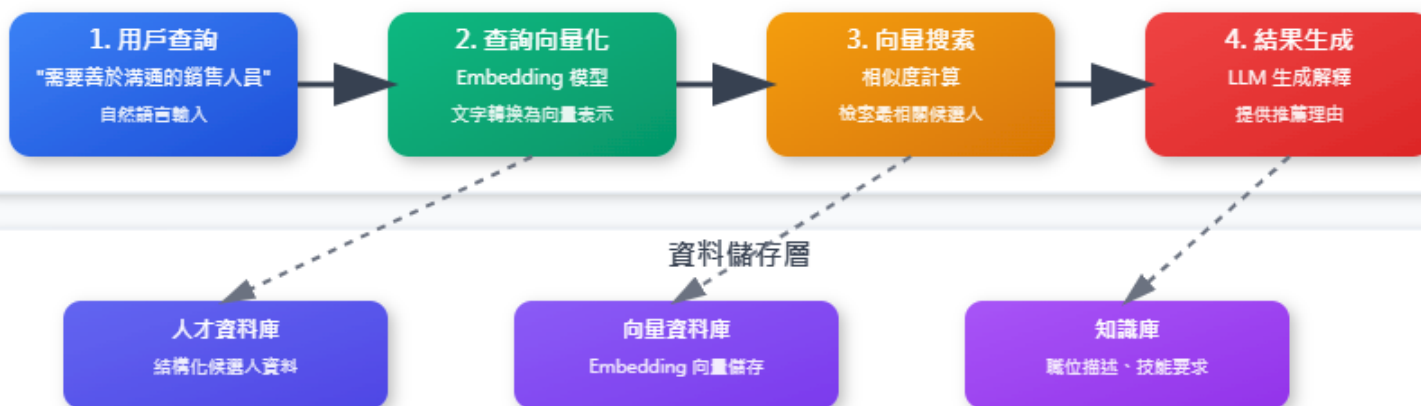 1. 用戶查詢
"需要善於溝通的銷售人員"
自然語言輸入
2. 查詢向量化
Embedding 模型
文字轉換為向量表示
3. 向量搜索
相似度計算
檢索最相關候選人
4. 結果生成
LLM 生成解釋
提供推薦理由
資料儲存層
人才資料庫
結構化候選人資料
向量資料庫
Embedding 向量儲存
知識庫
職位描述、技能要求